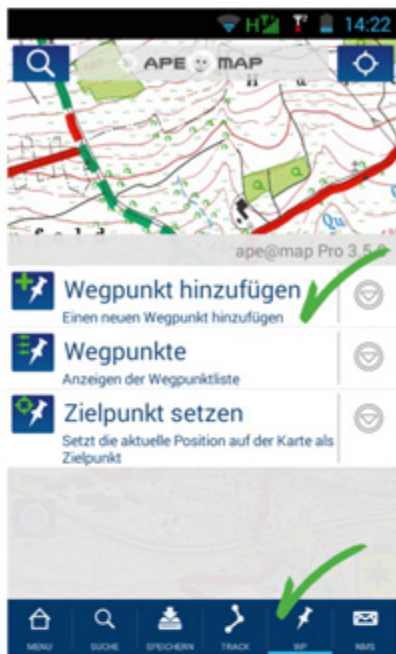 14:22
APE MAP
Qu
n f e l d
ape@map Pro 3.5.
Wegpunkt hinzufügen
Einen neuen Wegpunkt hinzufügen
Wegpunkte
Anzeigen der Wegpunktliste
Zielpunkt setzen
Setzt die aktuelle Position auf der Karte als
Zielpunkt
MENU SUCHE SPEICHERN TRACK WP NMS